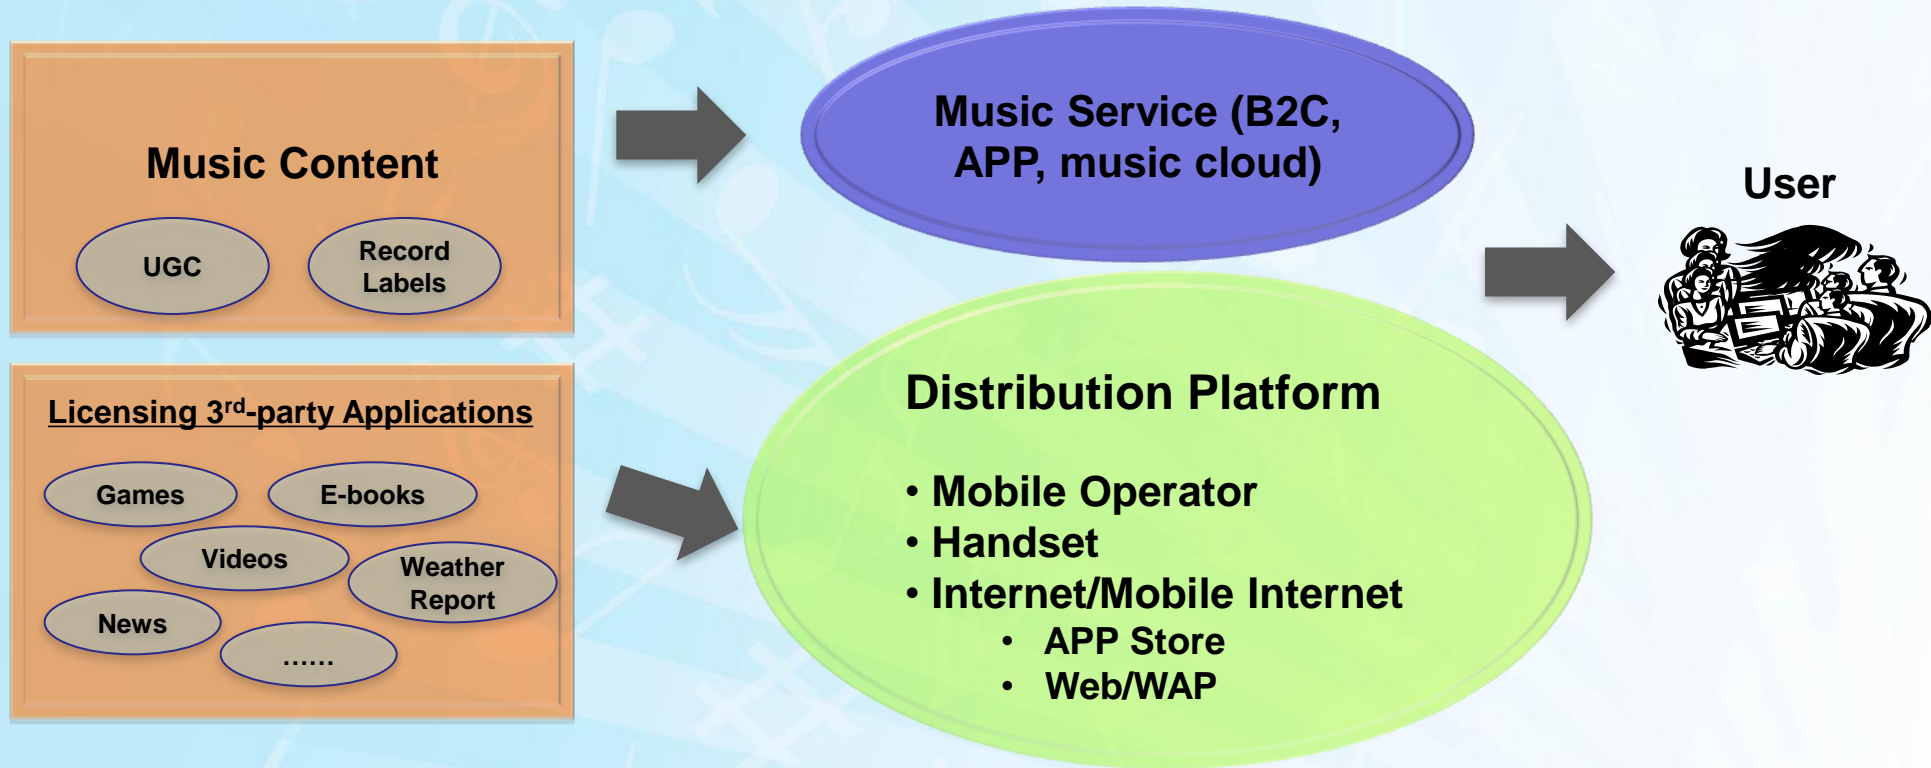 Music Content
UGC
Record
Labels
Licensing 3rd-party Applications
Games
E-books
Videos
Weather
Report
News
......
Music Service (B2C,
APP, music cloud)
Distribution Platform
• Mobile Operator
• Handset
• Internet/Mobile Internet
• APP Store
• Web/WAP
User